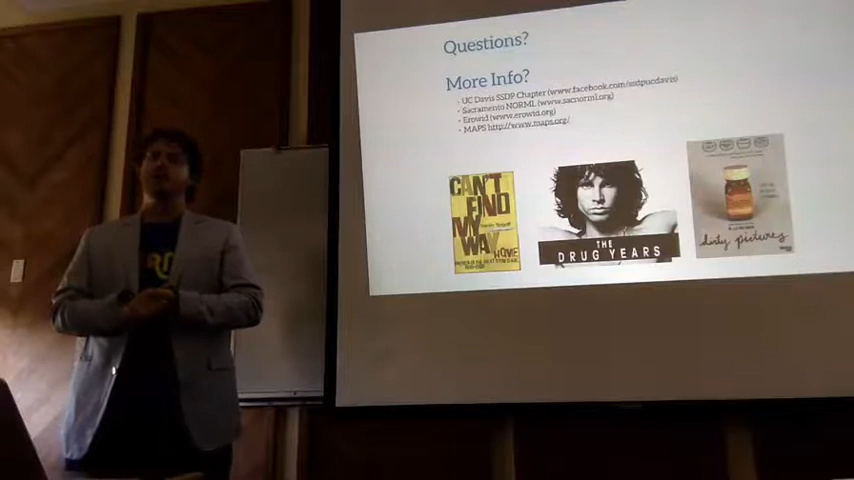 Questions?
More Info?
• UC Davis SSDP Chapter (www.facebook.com/ssdpucdavis)
• Sacramento NORML (www.sacnorml.org)
• Erowid (www.erowid.org)
• MAPS http://www.maps.org/
CAN'T
FIND
MY
WAY
HOME
THE
DRUG YEARS
dirty pictures